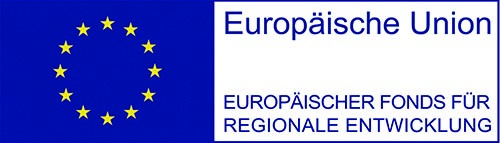 Europäische Union
EUROPÄISCHER FONDS FÜR
REGIONALE ENTWICKLUNG